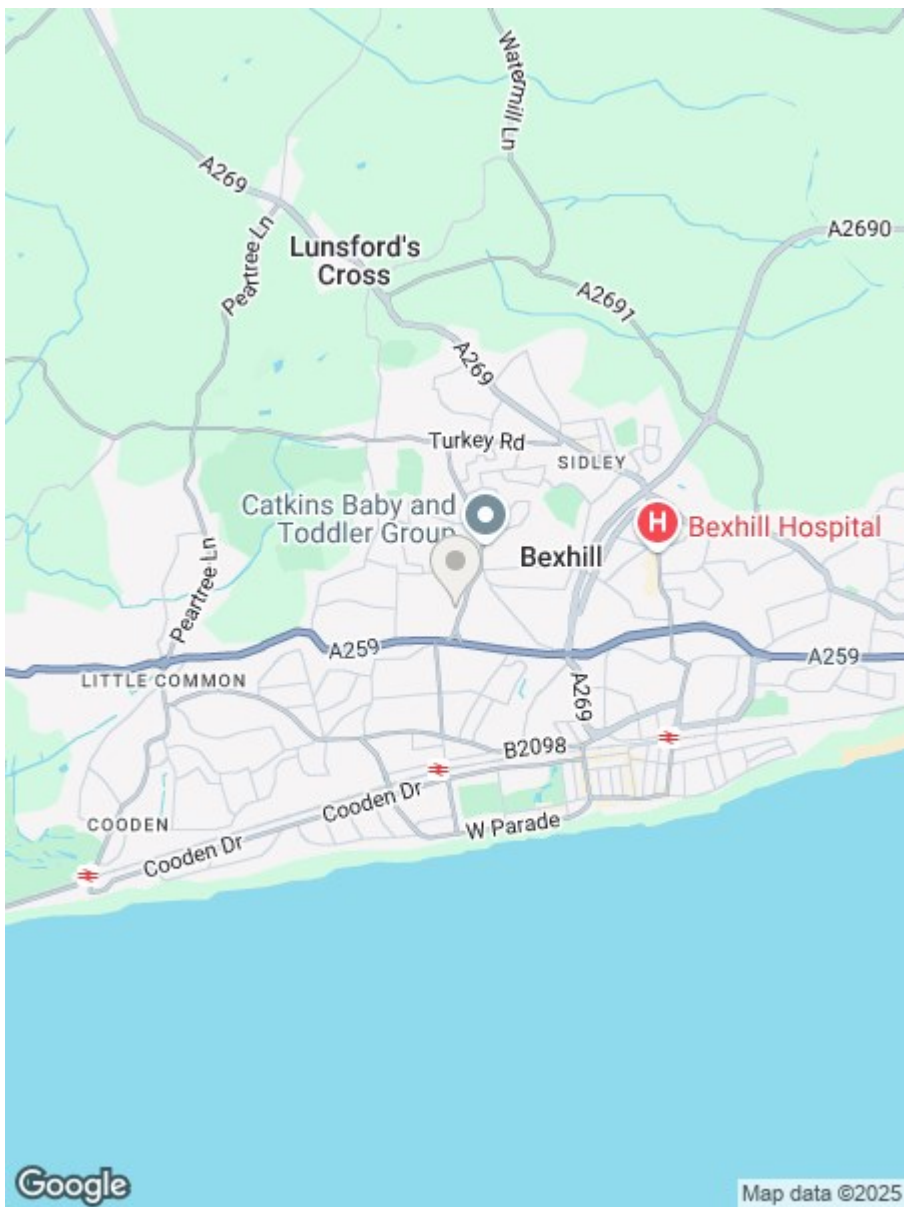 Watermill Ln
A269
A2690
Peartree Ln
Lunsford's
Cross
A2691
A269
Turkey Rd
SIDLEY
Catkins Baby and
Toddler Group
H
Bexhill Hospital
Bexhill
Peartree Ln
A259
A259
LITTLE COMMON
A269
B2098
Cooden Dr
W Parade
COODEN
Cooden Dr
Google
Map data ©2025